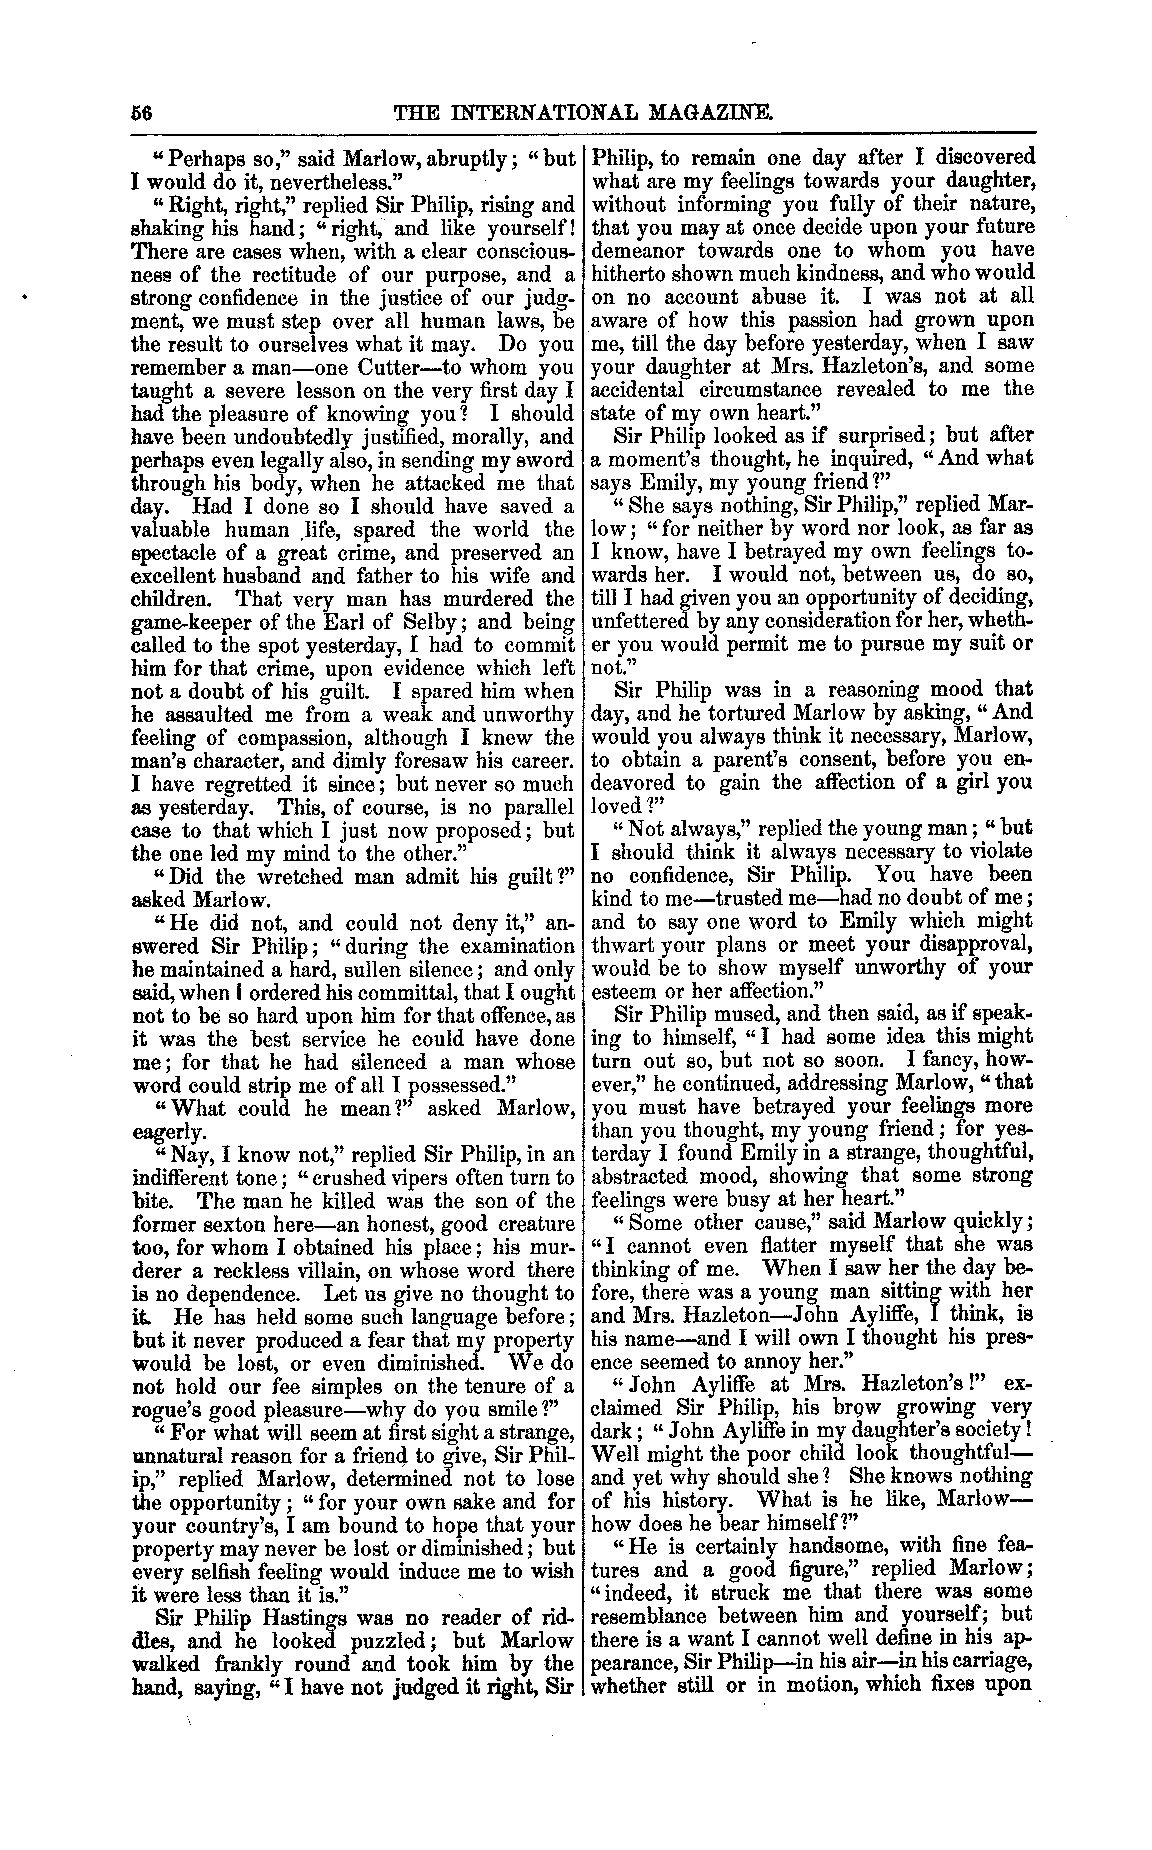 56 THE INTERNATIONAL MAGAZINE.
"Perhaps so," said Marlow, abruptly; "but
I would do it, nevertheless."
"Right, right," replied Sir Philip, rising and
shaking his hand; "right, and like yourself!
There are cases when, with a clear conscious-
ness of the rectitude of our purpose, and a
strong confidence in the justice of our judg-
ment, we must step over all human laws, be
the result to ourselves what it may. Do you
remember a man—one Cutter—to whom you
taught a severe lesson on the very first day I
had the pleasure of knowing you? I should
have been undoubtedly justified, morally, and
perhaps even legally also, in sending my sword
through his body, when he attacked me that
day. Had I done so I should have saved a
valuable human life, spared the world the
spectacle of a great crime, and preserved an
excellent husband and father to his wife and
children. That very man has murdered the
game-keeper of the Earl of Selby; and being
called to the spot yesterday, I had to commit
him for that crime, upon evidence which left
not a doubt of his guilt. I spared him when
he assaulted me from a weak and unworthy
feeling of compassion, although I knew the
man's character, and dimly foresaw his career.
I have regretted it since; but never so much
as yesterday. This, of course, is no parallel
case to that which I just now proposed; but
the one led my mind to the other."
"Did the wretched man admit his guilt?"
asked Marlow.
"He did not, and could not deny it," an-
swered Sir Philip; "during the examination
he maintained a hard, sullen silence; and only
said, when I ordered his committal, that I ought
not to be so hard upon him for that offence, as
it was the best service he could have done
me; for that he had silenced a man whose
word could strip me of all I possessed."
"What could he mean?" asked Marlow,
eagerly.
"Nay, I know not," replied Sir Philip, in an
indifferent tone; "crushed vipers often turn to
bite. The man he killed was the son of the
former sexton here—an honest, good creature
too, for whom I obtained his place; his mur-
derer a reckless villain, on whose word there
is no dependence. Let us give no thought to
it. He has held some such language before;
but it never produced a fear that my property
would be lost, or even diminished. We do
not hold our fee simples on the tenure of a
rogue's good pleasure—why do you smile?"
"For what will seem at first sight a strange,
unnatural reason for a friend to give, Sir Phil-
ip," replied Marlow, determined not to lose
the opportunity; "for your own sake and for
your country's, I am bound to hope that your
property may never be lost or diminished; but
every selfish feeling would induce me to wish
it were less than it is."
Sir Philip Hastings was no reader of rid-
dles, and he looked puzzled; but Marlow
walked frankly round and took him by the
hand, saying, "I have not judged it right, Sir
Philip, to remain one day after I discovered
what are my feelings towards your daughter,
without informing you fully of their nature,
that you may at once decide upon your future
demeanor towards one to whom you have
hitherto shown much kindness, and who would
on no account abuse it. I was not at all
aware of how this passion had grown upon
me, till the day before yesterday, when I saw
your daughter at Mrs. Hazleton's, and some
accidental circumstance revealed to me the
state of my own heart."
Sir Philip looked as if surprised; but after
a moment's thought, he inquired, "And what
says Emily, my young friend?"
"She says nothing, Sir Philip," replied Mar-
low; "for neither by word nor look, as far as
I know, have I betrayed my own feelings to-
wards her. I would not, between us, do so,
till I had given you an opportunity of deciding,
unfettered by any consideration for her, wheth-
er you would permit me to pursue my suit or
not."
Sir Philip was in a reasoning mood that
day, and he tortured Marlow by asking, "And
would you always think it necessary, Marlow,
to obtain a parent's consent, before you en-
deavored to gain the affection of a girl you
loved?"
"Not always," replied the young man; "but
I should think it always necessary to violate
no confidence, Sir Philip. You have been
kind to me—trusted me—had no doubt of me;
and to say one word to Emily which might
thwart your plans or meet your disapproval,
would be to show myself unworthy of your
esteem or her affection."
Sir Philip mused, and then said, as if speak-
ing to himself, "I had some idea this might
turn out so, but not so soon. I fancy, how-
ever," he continued, addressing Marlow, "that
you must have betrayed your feelings more
than you thought, my young friend; for yes-
terday I found Emily in a strange, thoughtful,
abstracted mood, showing that some strong
feelings were busy at her heart."
"Some other cause," said Marlow quickly;
"I cannot even flatter myself that she was
thinking of me. When I saw her the day be-
fore, there was a young man sitting with her
and Mrs. Hazleton—John Ayliffe, I think, is
his name—and I will own I thought his pres-
ence seemed to annoy her."
"John Ayliffe at Mrs. Hazleton's!" ex-
claimed Sir Philip, his brow growing very
dark; "John Ayliffe in my daughter's society!
Well might the poor child look thoughtful—
and yet why should she? She knows nothing
of his history. What is he like, Marlow—
how does he bear himself?"
"He is certainly handsome, with fine fea-
tures and a good figure," replied Marlow;
"indeed, it struck me that there was some
resemblance between him and yourself; but
there is a want I cannot well define in his ap-
pearance, Sir Philip—in his air—in his carriage,
whether still or in motion, which fixes upon